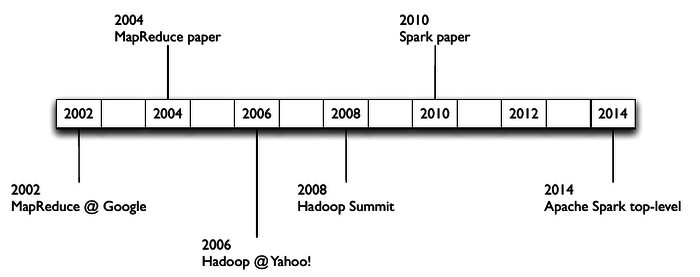 2004
MapReduce paper
2010
Spark paper
2002 2004 2006 2008 2010 2012 2014
2002
MapReduce @ Google
2008
Hadoop Summit
2014
Apache Spark top-level
2006
Hadoop @ Yahoo!